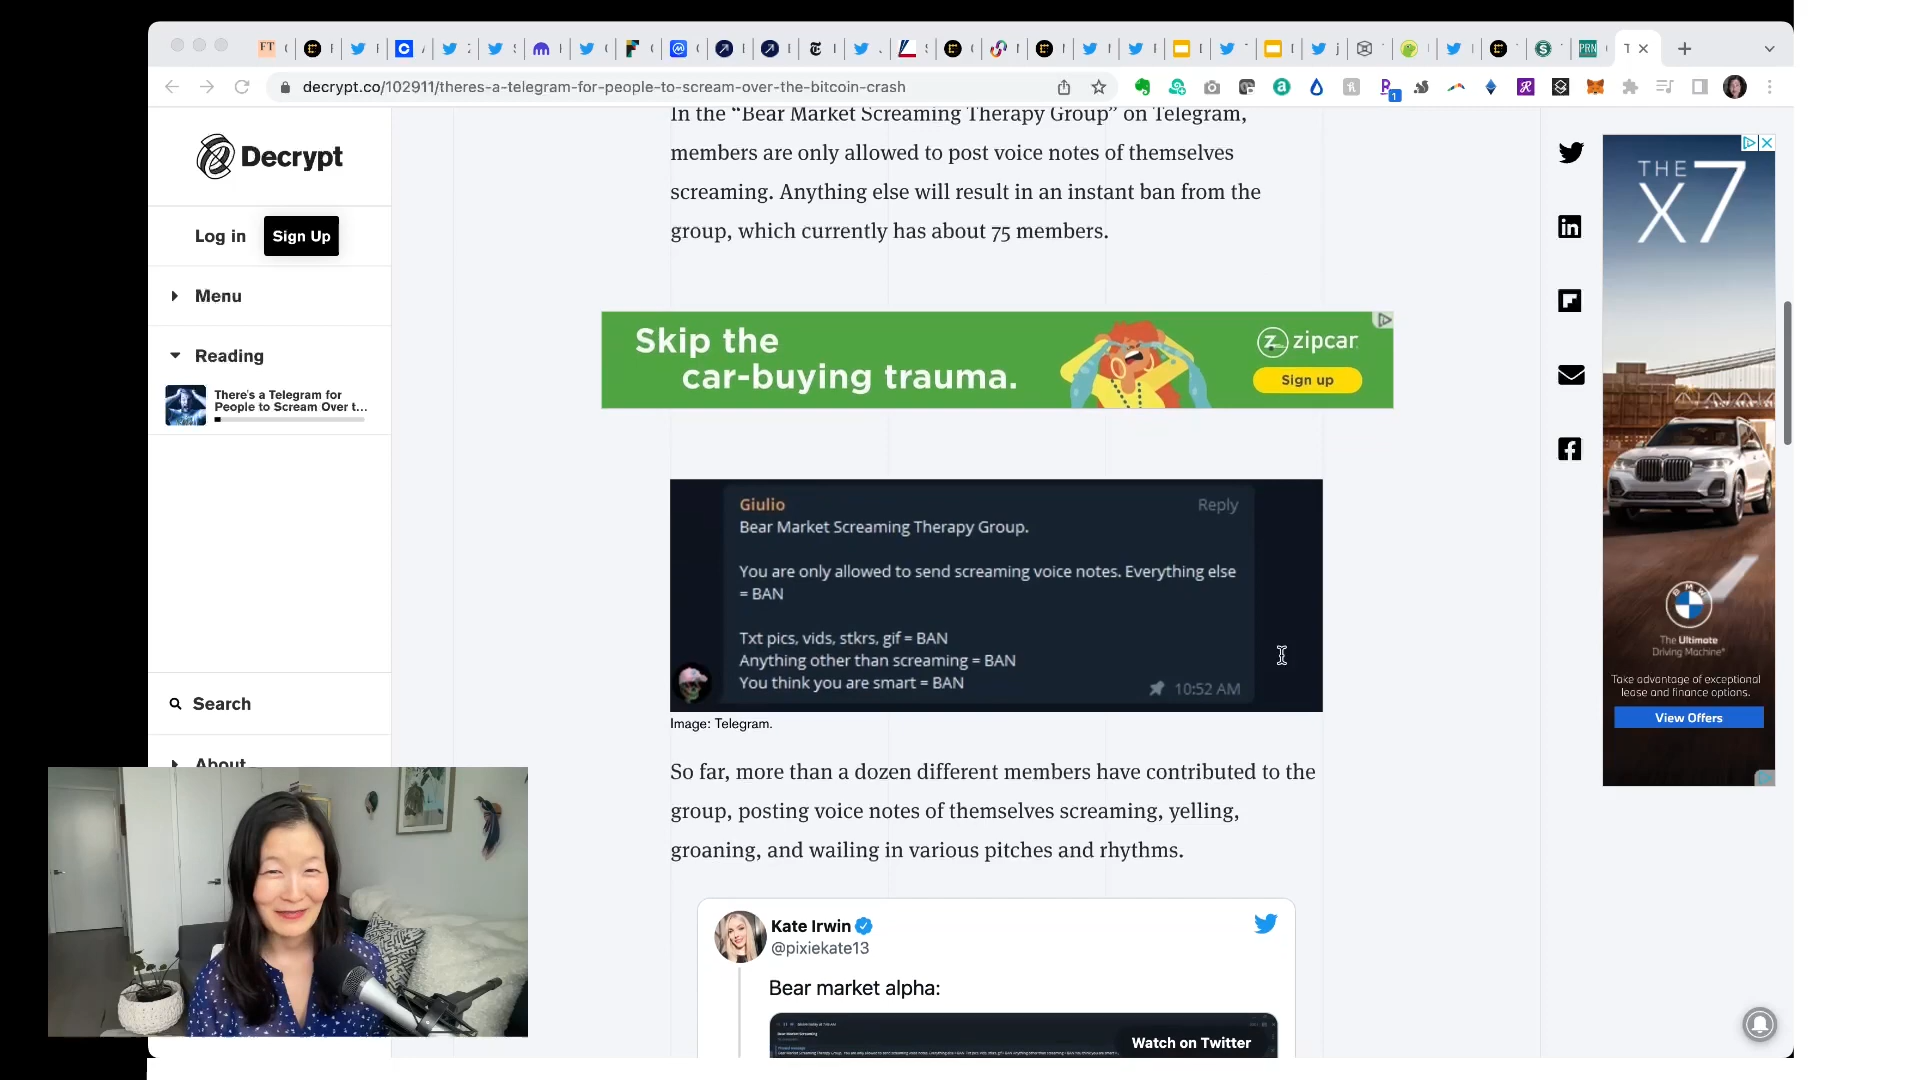 FT
PRN
decrypt.co/102911/theres-a-telegram-for-people-to-scream-over-the-bitcoin-crash
1
Decrypt
Log in
Sign Up
Menu
Reading
There's a Telegram for
People to Scream Over t...
Search
About
In the “Bear Market Screaming Therapy Group” on Telegram,
members are only allowed to post voice notes of themselves
screaming. Anything else will result in an instant ban from the
group, which currently has about 75 members.
Skip the
car-buying trauma.
zipcar
Sign up
Giulio
Reply
Bear Market Screaming Therapy Group.
You are only allowed to send screaming voice notes. Everything else
= BAN
Txt pics, vids, stkrs, gif = BAN
Anything other than screaming = BAN
You think you are smart = BAN
10:52 AM
Image: Telegram.
So far, more than a dozen different members have contributed to the
group, posting voice notes of themselves screaming, yelling,
groaning, and wailing in various pitches and rhythms.
Kate Irwin
@pixiekate13
Bear market alpha:
Watch on Twitter
THE
X7
BMW
The Ultimate
Driving Machine®
Take advantage of exceptional
lease and finance options.
View Offers